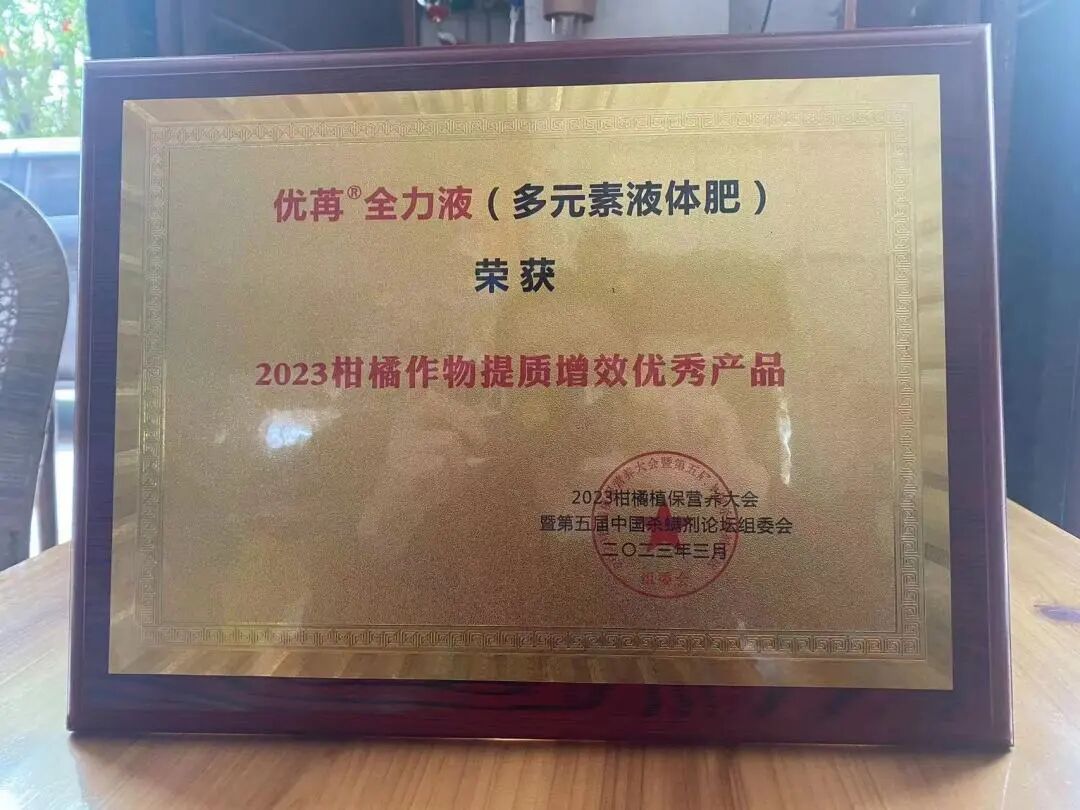 优苒®全力液（多元素液体肥）
荣获
2023柑橘作物提质增效优秀产品
2023柑橘植保营养大会
暨第五届中国杀螨剂论坛组委会
二〇二三年三月
组委会